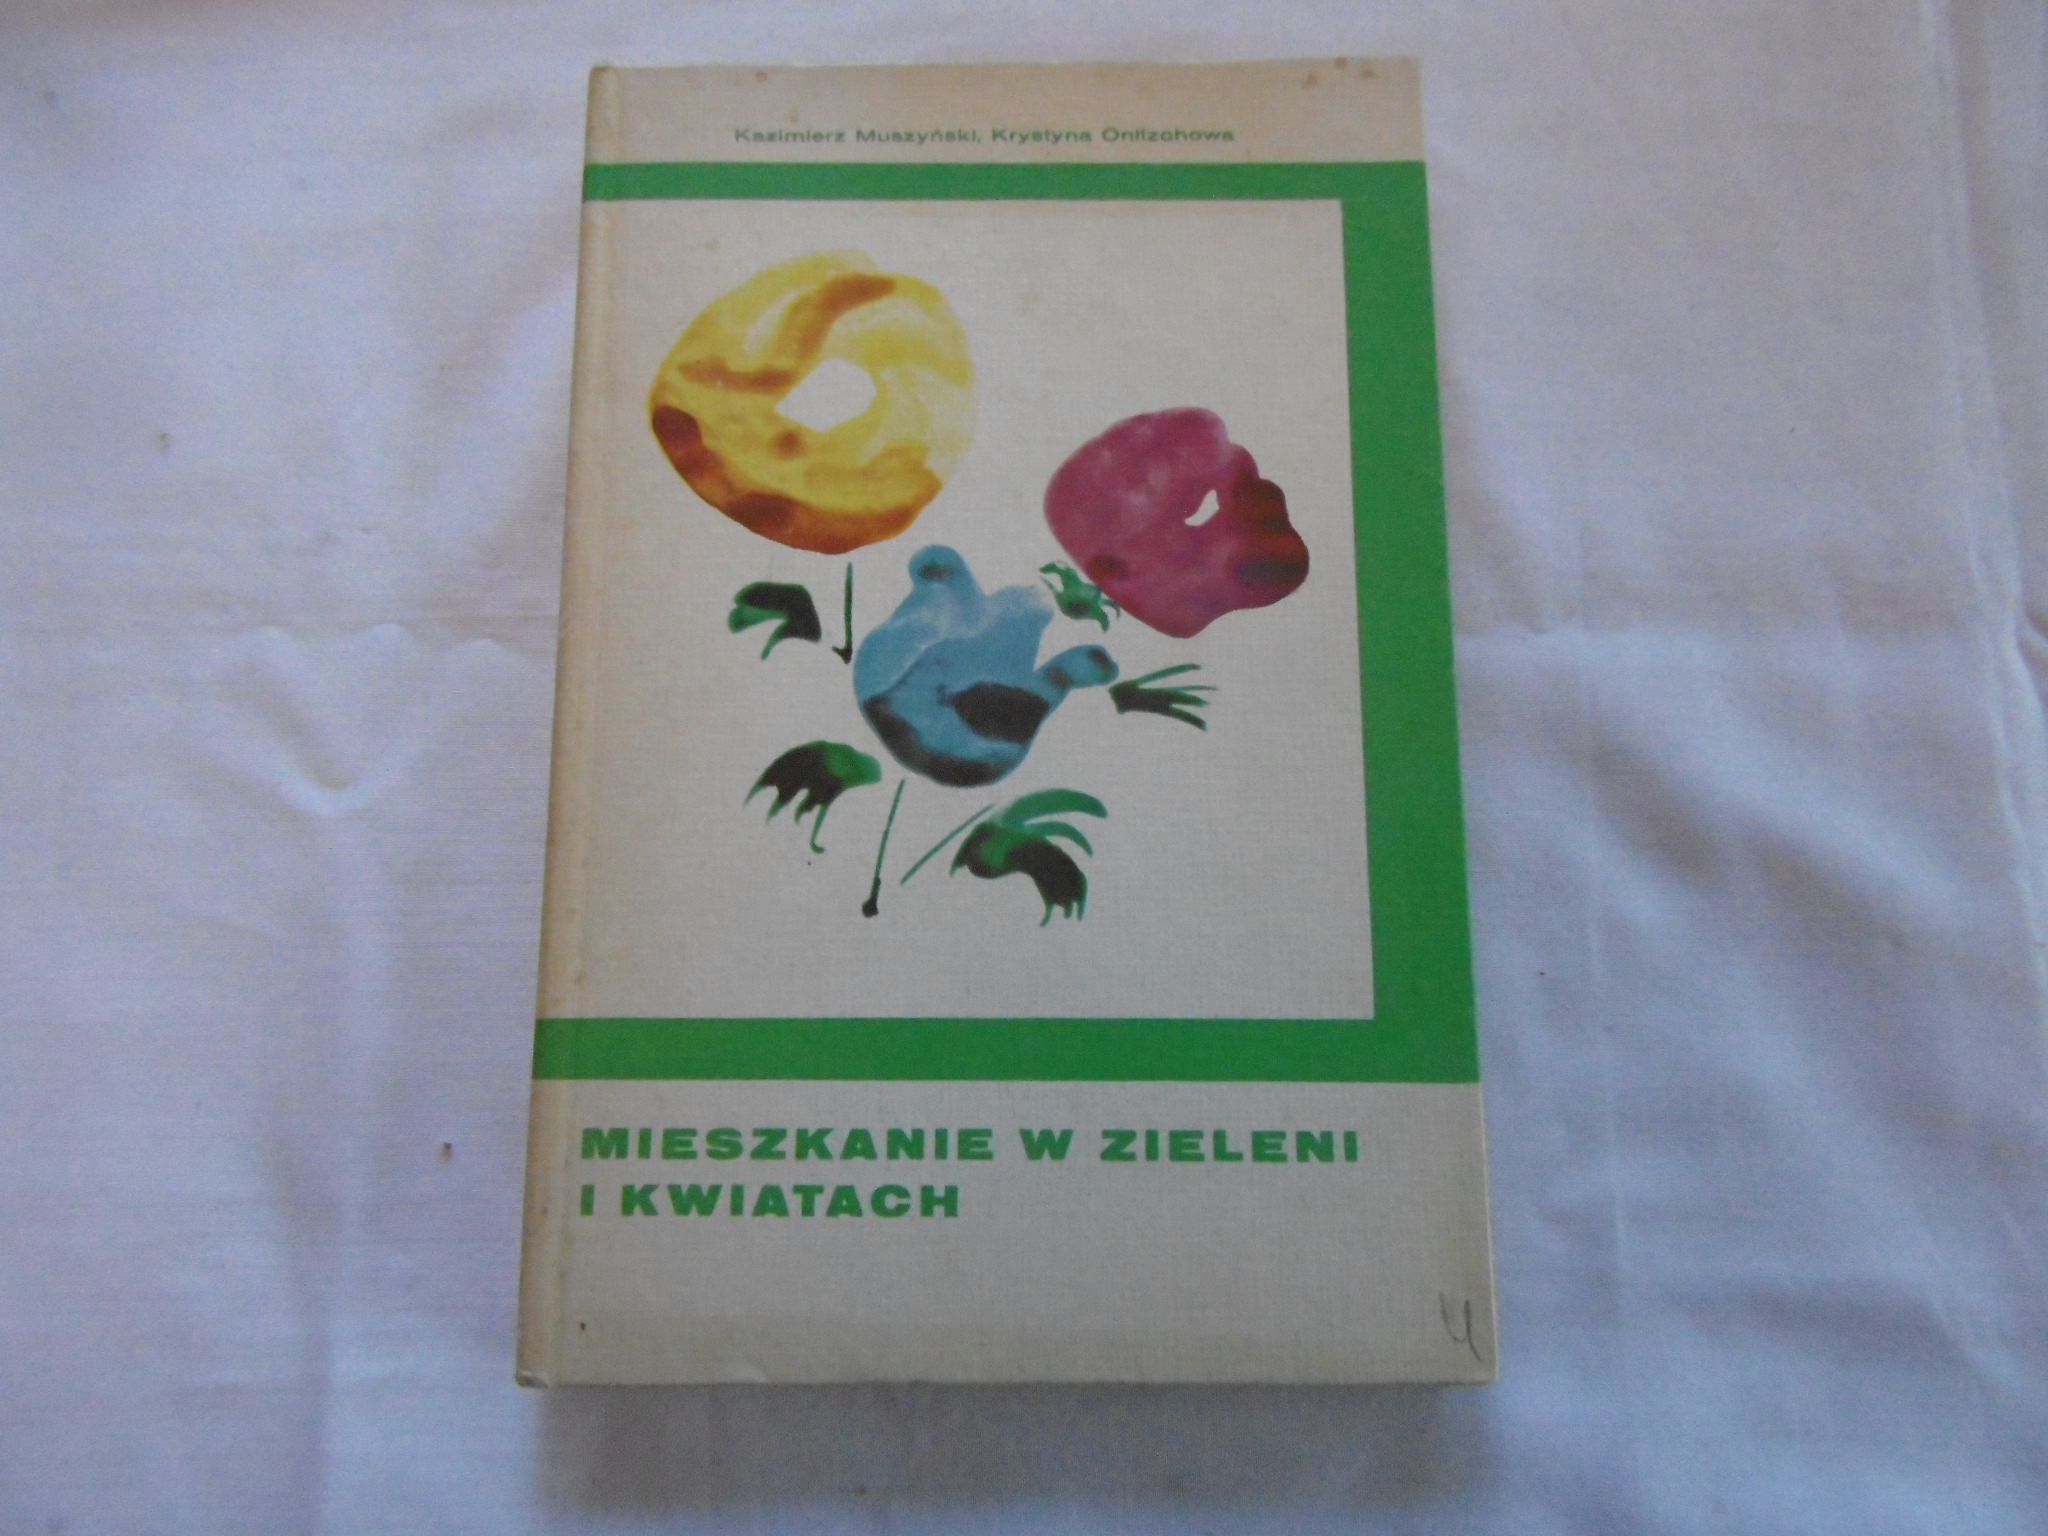 Kazimierz Muszyński, Krystyna Onitzchowa
MIESZKANIE W ZIELENI
I KWIATACH